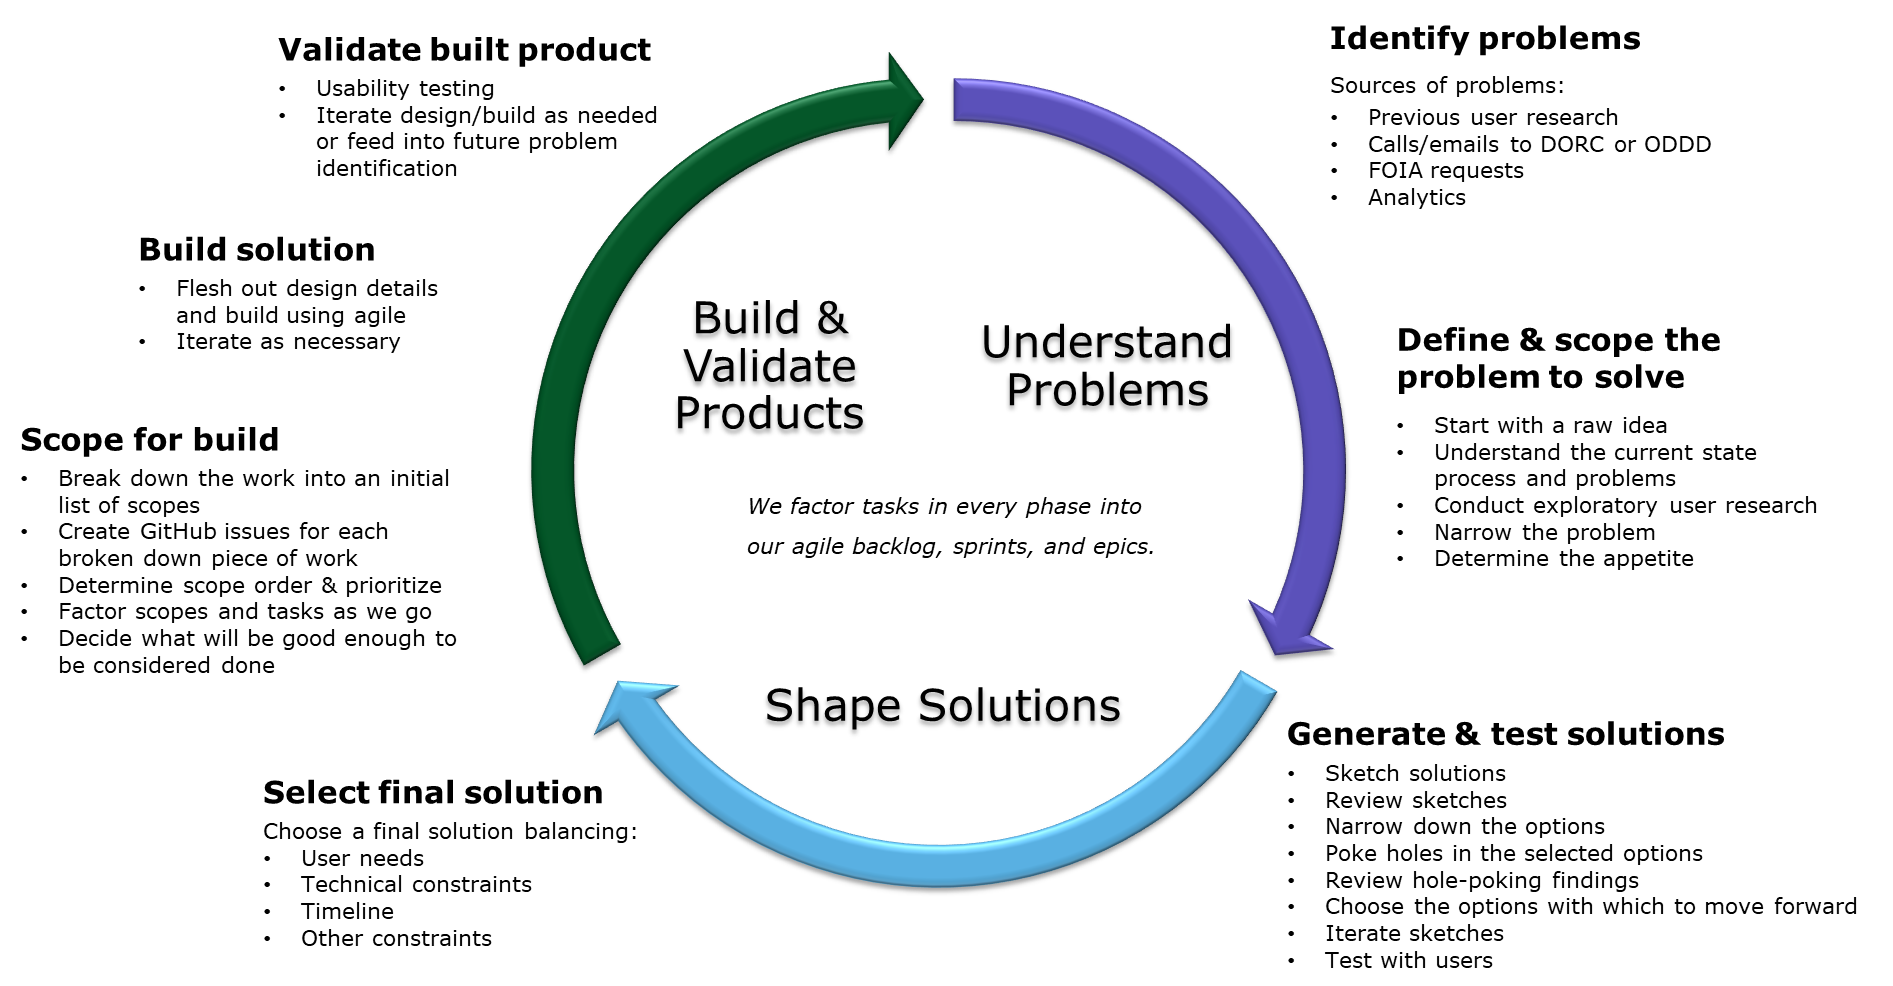 Identify problems
Sources of problems:
• Previous user research
• Calls/emails to DORC or ODDD
• FOIA requests
• Analytics
Define & scope the
problem to solve
• Start with a raw idea
• Understand the current state
process and problems
• Conduct exploratory user research
• Narrow the problem
• Determine the appetite
Generate & test solutions
• Sketch solutions
• Review sketches
• Narrow down the options
• Poke holes in the selected options
• Review hole-poking findings
• Choose the options with which to move forward
• Iterate sketches
• Test with users
Select final solution
Choose a final solution balancing:
• User needs
• Technical constraints
• Timeline
• Other constraints
Scope for build
• Break down the work into an initial
list of scopes
• Create GitHub issues for each
broken down piece of work
• Determine scope order & prioritize
• Factor scopes and tasks as we go
• Decide what will be good enough to
be considered done
Build solution
• Flesh out design details
and build using agile
• Iterate as necessary
Validate built product
• Usability testing
• Iterate design/build as needed
or feed into future problem
identification
Understand
Problems
Shape Solutions
Build &
Validate
Products
We factor tasks in every phase into
our agile backlog, sprints, and epics.